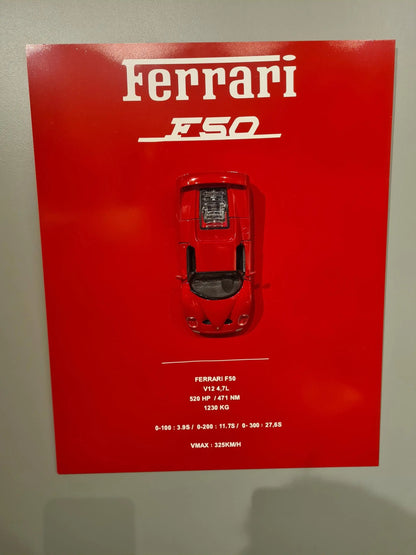 Ferrari
F50
FERRARI F50
V12 4,7L
520 HP / 471 NM
1230 KG
0-100 : 3.9S / 0-200 : 11.7S / 0-300 : 27,6S
VMAX : 325KM/H